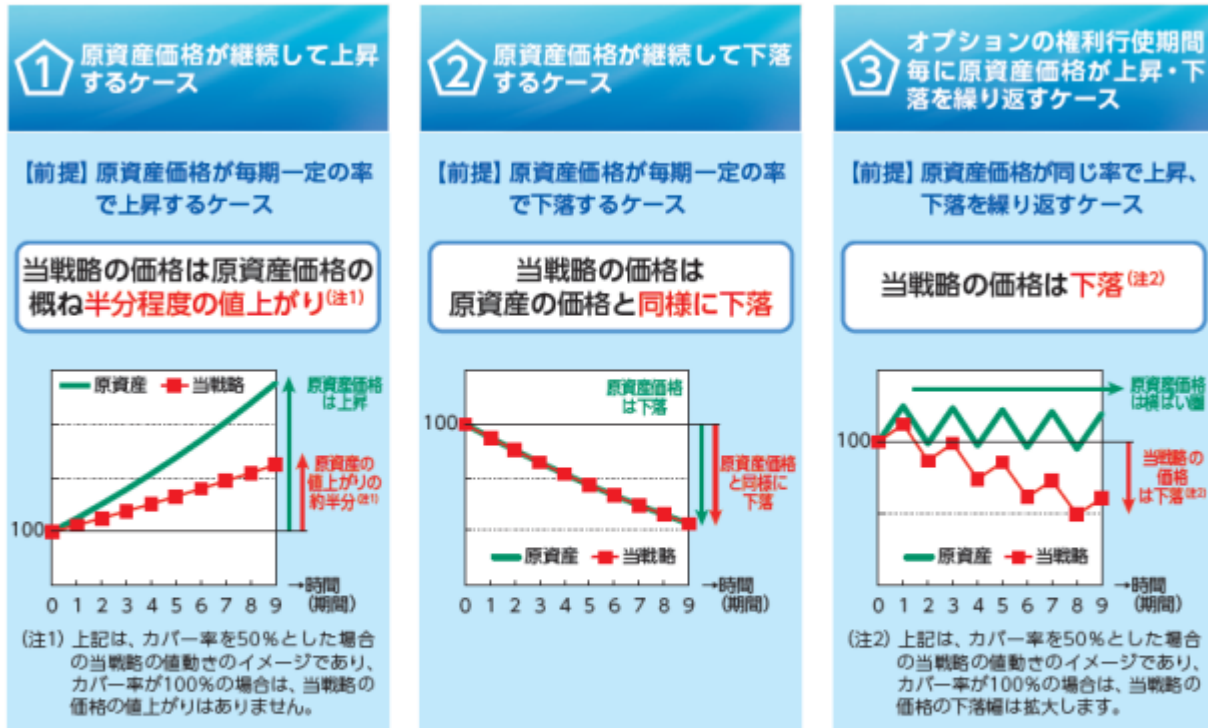 1 原資産価格が継続して上昇
するケース
【前提】原資産価格が毎期一定の率
で上昇するケース
当戦略の価格は原資産価格の
概ね半分程度の値上がり(注1)
原資産 当戦略
原資産価格
は上昇
原資産の
値上がりの
約半分(注1)
100
0 1 2 3 4 5 6 7 8 9
→時間
(期間)
(注1) 上記は、カバー率を50%とした場合
の当戦略の値動きのイメージであり、
カバー率が100%の場合は、当戦略の
価格の値上がりはありません。
2 原資産価格が継続して下落
するケース
【前提】原資産価格が毎期一定の率
で下落するケース
当戦略の価格は
原資産の価格と同様に下落
原資産価格
は下落
100
原資産価格
と同様に
下落
原資産 当戦略
0 1 2 3 4 5 6 7 8 9
→時間
(期間)
3 オプションの権利行使期間
毎に原資産価格が上昇・下
落を繰り返すケース
【前提】原資産価格が同じ率で上昇、
下落を繰り返すケース
当戦略の価格は下落(注2)
原資産価格
は横ばい圏
100
当戦略の
価格
は下落(注2)
原資産 当戦略
0 1 2 3 4 5 6 7 8 9
→時間
(期間)
(注2) 上記は、カバー率を50%とした場合
の当戦略の値動きのイメージであり、
カバー率が100%の場合は、当戦略の
価格の下落幅は拡大します。